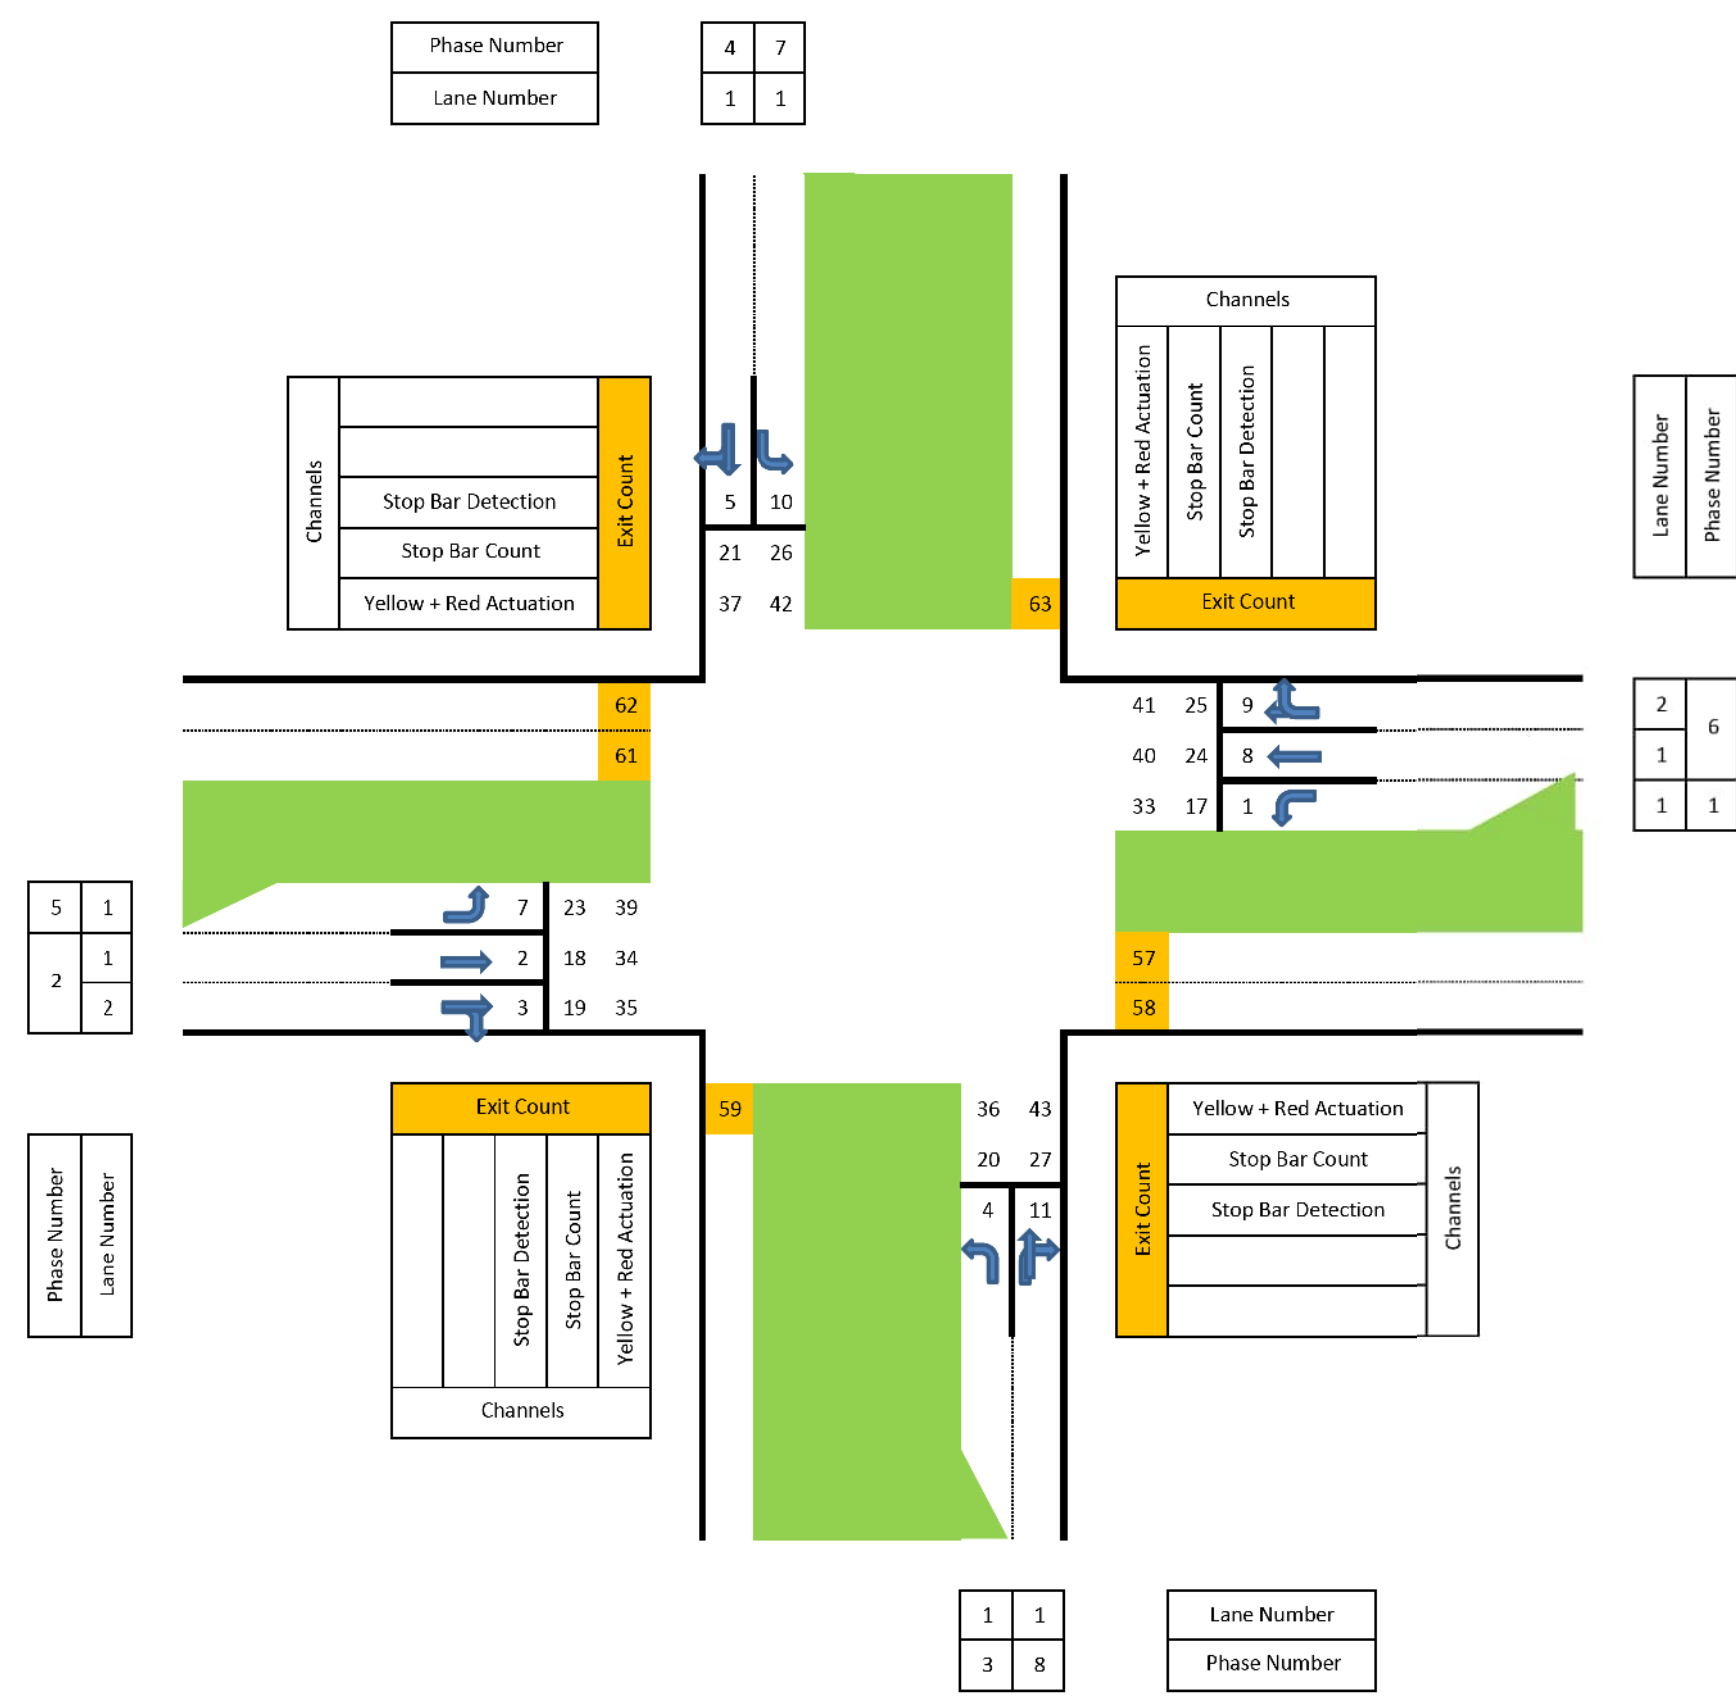 Phase Number 4 7
Lane Number 1 1
Channels
Yellow + Red Actuation
Stop Bar Count
Stop Bar Detection
Exit Count
Lane Number
Phase Number
Channels
Stop Bar Detection
Stop Bar Count
Yellow + Red Actuation
Exit Count
5 10
21 26
37 42
63
62
61
41 25 9
40 24 8
33 17 1
2 6
1
1 1
5 1
2 1
2
7 23 39
2 18 34
3 19 35
57
58
Exit Count
Stop Bar Detection
Stop Bar Count
Yellow + Red Actuation
Channels
Phase Number
Lane Number
59
36 43
20 27
4 11
Exit Count
Yellow + Red Actuation
Stop Bar Count
Stop Bar Detection
Channels
1 1 Lane Number
3 8 Phase Number